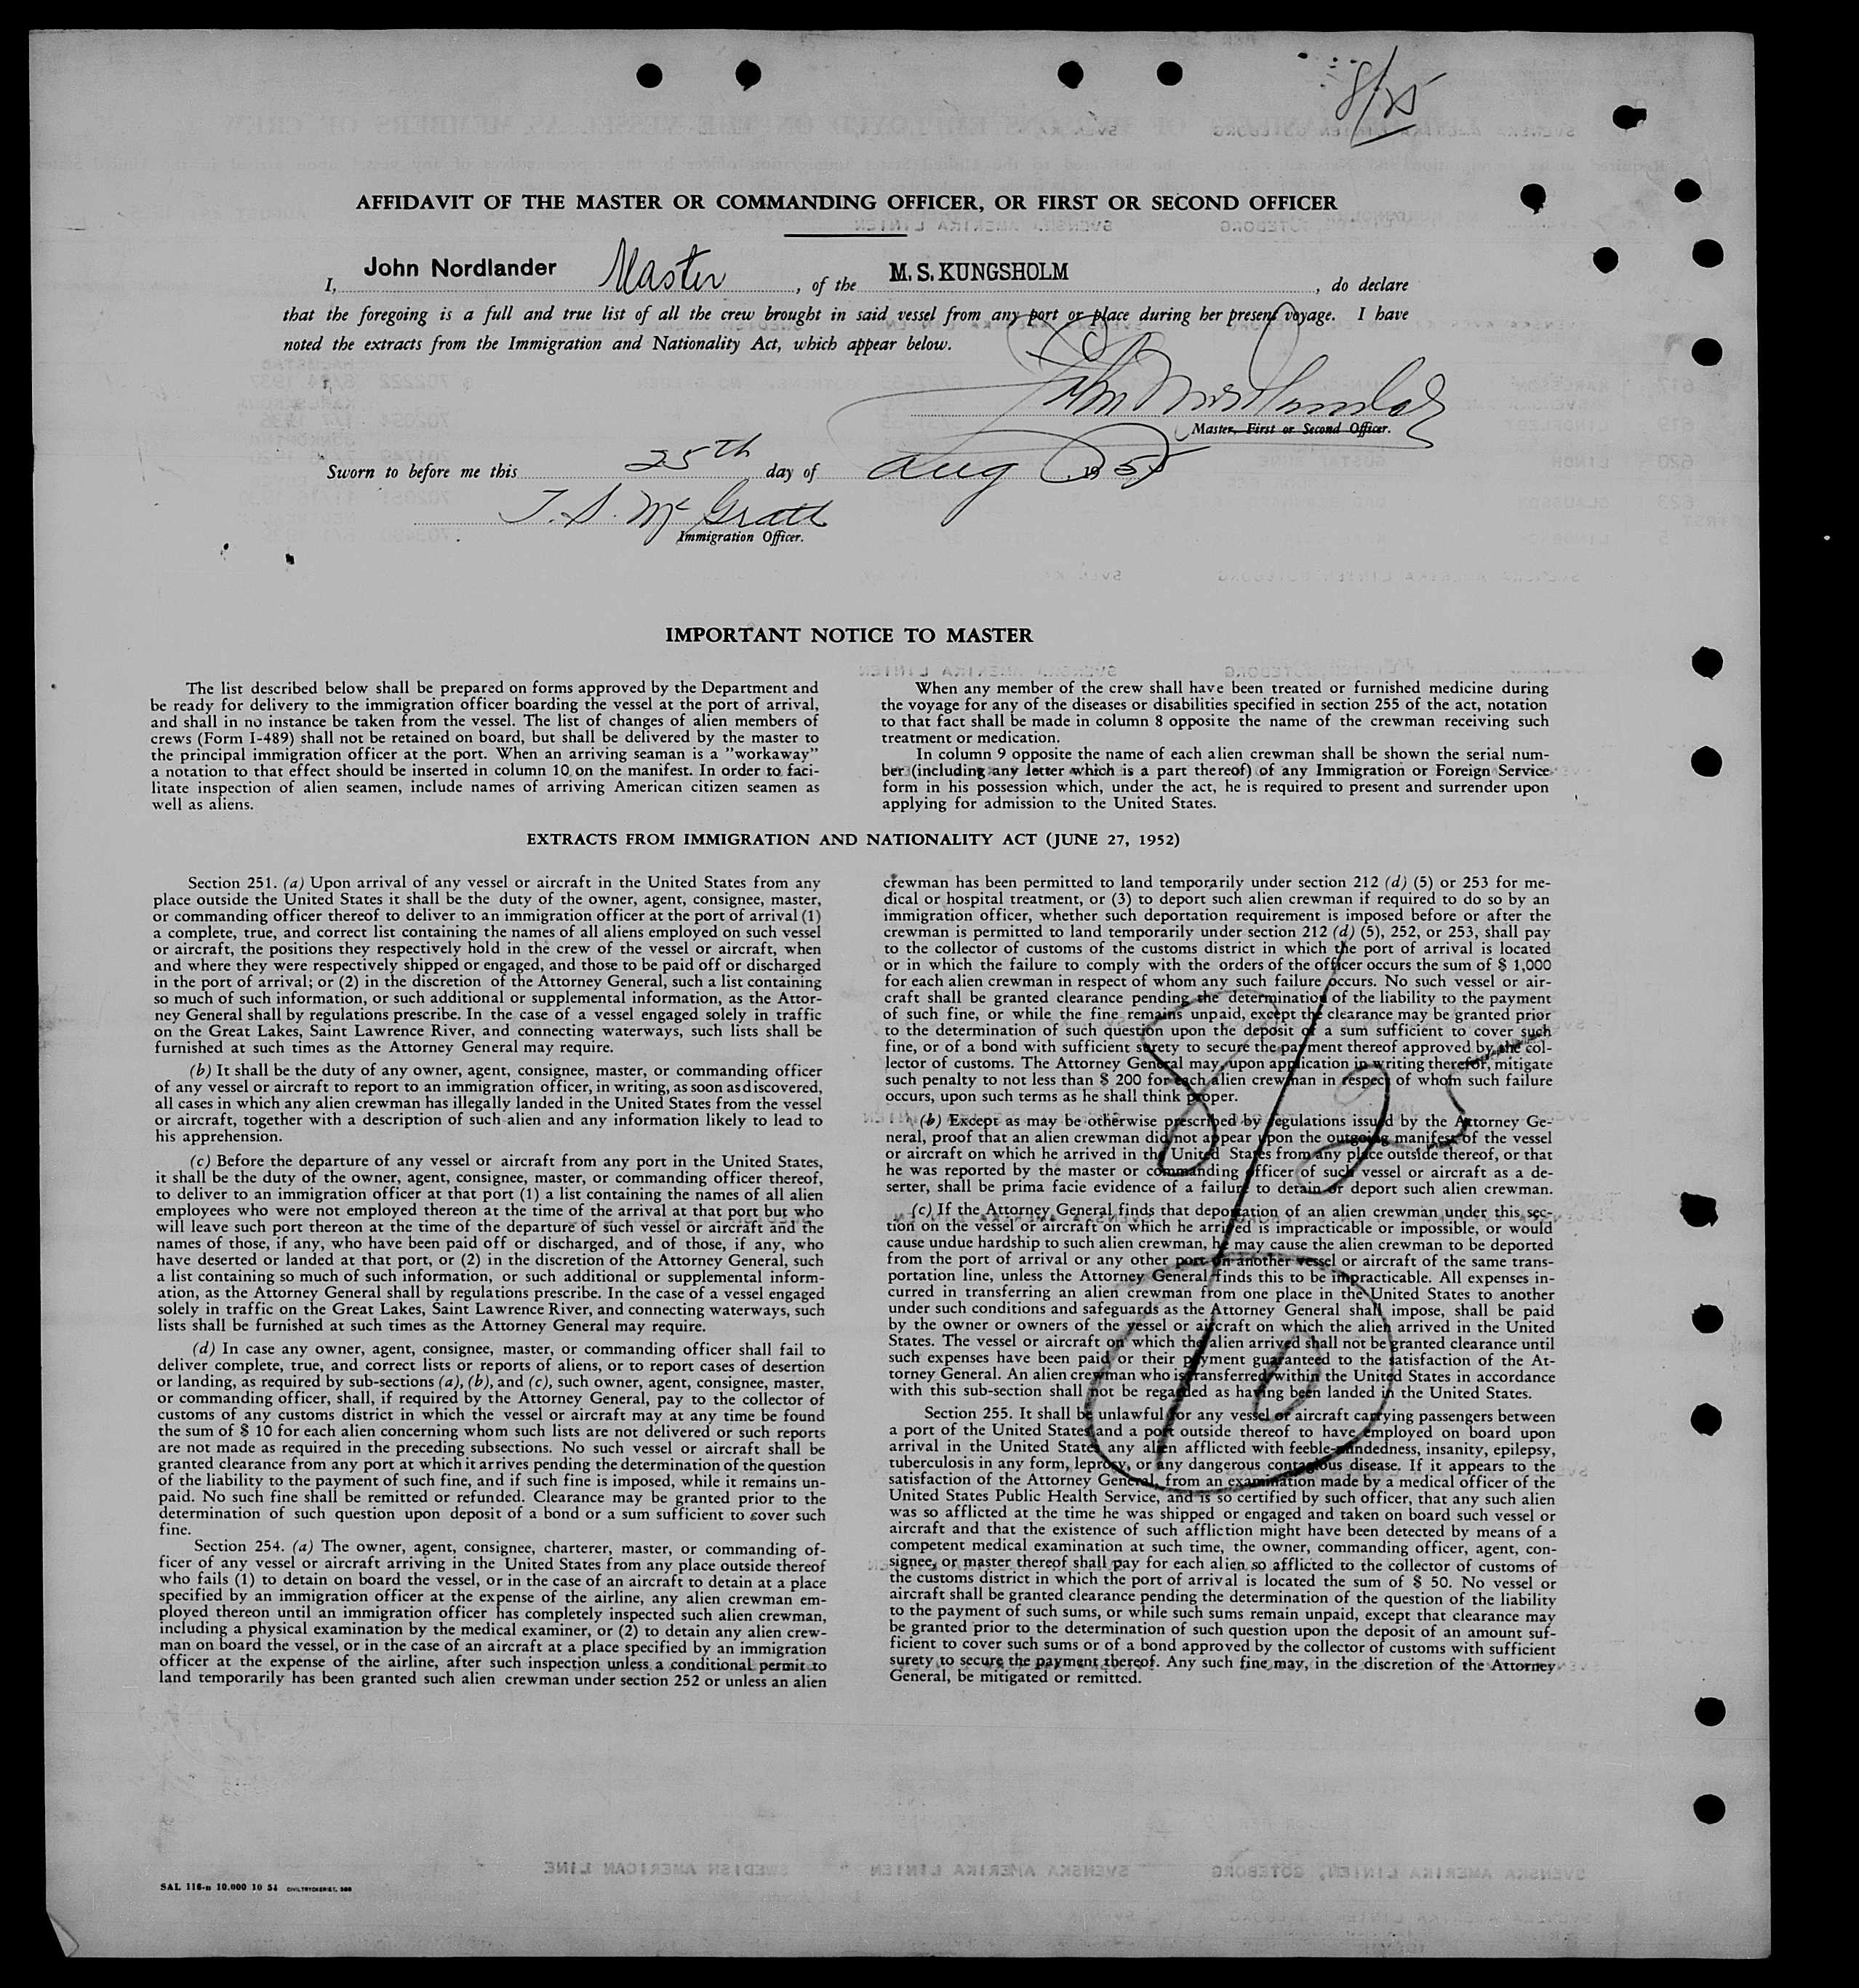 8/25
AFFIDAVIT OF THE MASTER OR COMMANDING OFFICER, OR FIRST OR SECOND OFFICER
I, John Nordlander Master, of the M. S. KUNGSHOLM, do declare
that the foregoing is a full and true list of all the crew brought in said vessel from any port or place during her present voyage. I have
noted the extracts from the Immigration and Nationality Act, which appear below.
John Nordlander
Master, First or Second Officer.
Sworn to before me this 25th day of Aug 1955
T. S. McGrath
Immigration Officer.
IMPORTANT NOTICE TO MASTER
The list described below shall be prepared on forms approved by the Department and
be ready for delivery to the immigration officer boarding the vessel at the port of arrival,
and shall in no instance be taken from the vessel. The list of changes of alien members of
crews (Form I-489) shall not be retained on board, but shall be delivered by the master to
the principal immigration officer at the port. When an arriving seaman is a "workaway"
a notation to that effect should be inserted in column 10 on the manifest. In order to faci-
litate inspection of alien seamen, include names of arriving American citizen seamen as
well as aliens.
When any member of the crew shall have been treated or furnished medicine during
the voyage for any of the diseases or disabilities specified in section 255 of the act, notation
to that fact shall be made in column 8 opposite the name of the crewman receiving such
treatment or medication.
In column 9 opposite the name of each alien crewman shall be shown the serial num-
ber (including any letter which is a part thereof) of any Immigration or Foreign Service
form in his possession which, under the act, he is required to present and surrender upon
applying for admission to the United States.
EXTRACTS FROM IMMIGRATION AND NATIONALITY ACT (JUNE 27, 1952)
Section 251. (a) Upon arrival of any vessel or aircraft in the United States from any
place outside the United States it shall be the duty of the owner, agent, consignee, master,
or commanding officer thereof to deliver to an immigration officer at the port of arrival (1)
a complete, true, and correct list containing the names of all aliens employed on such vessel
or aircraft, the positions they respectively hold in the crew of the vessel or aircraft, when
and where they were respectively shipped or engaged, and those to be paid off or discharged
in the port of arrival; or (2) in the discretion of the Attorney General, such a list containing
so much of such information, or such additional or supplemental information, as the Attor-
ney General shall by regulations prescribe. In the case of a vessel engaged solely in traffic
on the Great Lakes, Saint Lawrence River, and connecting waterways, such lists shall be
furnished at such times as the Attorney General may require.
(b) It shall be the duty of any owner, agent, consignee, master, or commanding officer
of any vessel or aircraft to report to an immigration officer, in writing, as soon as discovered,
all cases in which any alien crewman has illegally landed in the United States from the vessel
or aircraft, together with a description of such alien and any information likely to lead to
his apprehension.
(c) Before the departure of any vessel or aircraft from any port in the United States,
it shall be the duty of the owner, agent, consignee, master, or commanding officer thereof,
to deliver to an immigration officer at that port (1) a list containing the names of all alien
employees who were not employed thereon at the time of the arrival at that port but who
will leave such port thereon at the time of the departure of such vessel or aircraft and the
names of those, if any, who have been paid off or discharged, and of those, if any, who
have deserted or landed at that port, or (2) in the discretion of the Attorney General, such
a list containing so much of such information, or such additional or supplemental inform-
ation, as the Attorney General shall by regulations prescribe. In the case of a vessel engaged
solely in traffic on the Great Lakes, Saint Lawrence River, and connecting waterways, such
lists shall be furnished at such times as the Attorney General may require.
(d) In case any owner, agent, consignee, master, or commanding officer shall fail to
deliver complete, true, and correct lists or reports of aliens, or to report cases of desertion
or landing, as required by sub-sections (a), (b), and (c), such owner, agent, consignee, master,
or commanding officer, shall, if required by the Attorney General, pay to the collector of
customs of any customs district in which the vessel or aircraft may at any time be found
the sum of $ 10 for each alien concerning whom such lists are not delivered or such reports
are not made as required in the preceding subsections. No such vessel or aircraft shall be
granted clearance from any port at which it arrives pending the determination of the question
of the liability to the payment of such fine, and if such fine is imposed, while it remains un-
paid. No such fine shall be remitted or refunded. Clearance may be granted prior to the
determination of such question upon deposit of a bond or a sum sufficient to cover such
fine.
Section 254. (a) The owner, agent, consignee, charterer, master, or commanding of-
ficer of any vessel or aircraft arriving in the United States from any place outside thereof
who fails (1) to detain on board the vessel, or in the case of an aircraft to detain at a place
specified by an immigration officer at the expense of the airline, any alien crewman em-
ployed thereon until an immigration officer has completely inspected such alien crewman,
including a physical examination by the medical examiner, or (2) to detain any alien crew-
man on board the vessel, or in the case of an aircraft at a place specified by an immigration
officer at the expense of the airline, after such inspection unless a conditional permit to
land temporarily has been granted such alien crewman under section 252 or unless an alien
crewman has been permitted to land temporarily under section 212 (d) (5) or 253 for me-
dical or hospital treatment, or (3) to deport such alien crewman if required to do so by an
immigration officer, whether such deportation requirement is imposed before or after the
crewman is permitted to land temporarily under section 212 (d) (5), 252, or 253, shall pay
to the collector of customs of the customs district in which the port of arrival is located
or in which the failure to comply with the orders of the officer occurs the sum of $ 1,000
for each alien crewman in respect of whom any such failure occurs. No such vessel or air-
craft shall be granted clearance pending the determination of the liability to the payment
of such fine, or while the fine remains unpaid, except the clearance may be granted prior
to the determination of such question upon the deposit of a sum sufficient to cover such
fine, or of a bond with sufficient surety to secure the payment thereof approved by the col-
lector of customs. The Attorney General may, upon application in writing therefor, mitigate
such penalty to not less than $ 200 for each alien crewman in respect of whom such failure
occurs, upon such terms as he shall think proper.
(b) Except as may be otherwise prescribed by regulations issued by the Attorney Ge-
neral, proof that an alien crewman did not appear upon the outgoing manifest of the vessel
or aircraft on which he arrived in the United States from any place outside thereof, or that
he was reported by the master or commanding officer of such vessel or aircraft as a de-
serter, shall be prima facie evidence of a failure to detain or deport such alien crewman.
(c) If the Attorney General finds that deportation of an alien crewman under this sec-
tion on the vessel or aircraft on which he arrived is impracticable or impossible, or would
cause undue hardship to such alien crewman, he may cause the alien crewman to be deported
from the port of arrival or any other port on another vessel or aircraft of the same trans-
portation line, unless the Attorney General finds this to be impracticable. All expenses in-
curred in transferring an alien crewman from one place in the United States to another
under such conditions and safeguards as the Attorney General shall impose, shall be paid
by the owner or owners of the vessel or aircraft on which the alien arrived in the United
States. The vessel or aircraft on which the alien arrived shall not be granted clearance until
such expenses have been paid or their payment guaranteed to the satisfaction of the At-
torney General. An alien crewman who is transferred within the United States in accordance
with this sub-section shall not be regarded as having been landed in the United States.
Section 255. It shall be unlawful for any vessel or aircraft carrying passengers between
a port of the United States and a port outside thereof to have employed on board upon
arrival in the United States any alien afflicted with feeble-mindedness, insanity, epilepsy,
tuberculosis in any form, leprosy, or any dangerous contagious disease. If it appears to the
satisfaction of the Attorney General, from an examination made by a medical officer of the
United States Public Health Service, and is so certified by such officer, that any such alien
was so afflicted at the time he was shipped or engaged and taken on board such vessel or
aircraft and that the existence of such affliction might have been detected by means of a
competent medical examination at such time, the owner, commanding officer, agent, con-
signee, or master thereof shall pay for each alien so afflicted to the collector of customs of
the customs district in which the port of arrival is located the sum of $ 50. No vessel or
aircraft shall be granted clearance pending the determination of the question of the liability
to the payment of such sums, or while such sums remain unpaid, except that clearance may
be granted prior to the determination of such question upon the deposit of an amount suf-
ficient to cover such sums or of a bond approved by the collector of customs with sufficient
surety to secure the payment thereof. Any such fine may, in the discretion of the Attorney
General, be mitigated or remitted.
8/25
SAL 116-n 10.000 10 54 CIVILTRYCKERIET, 500